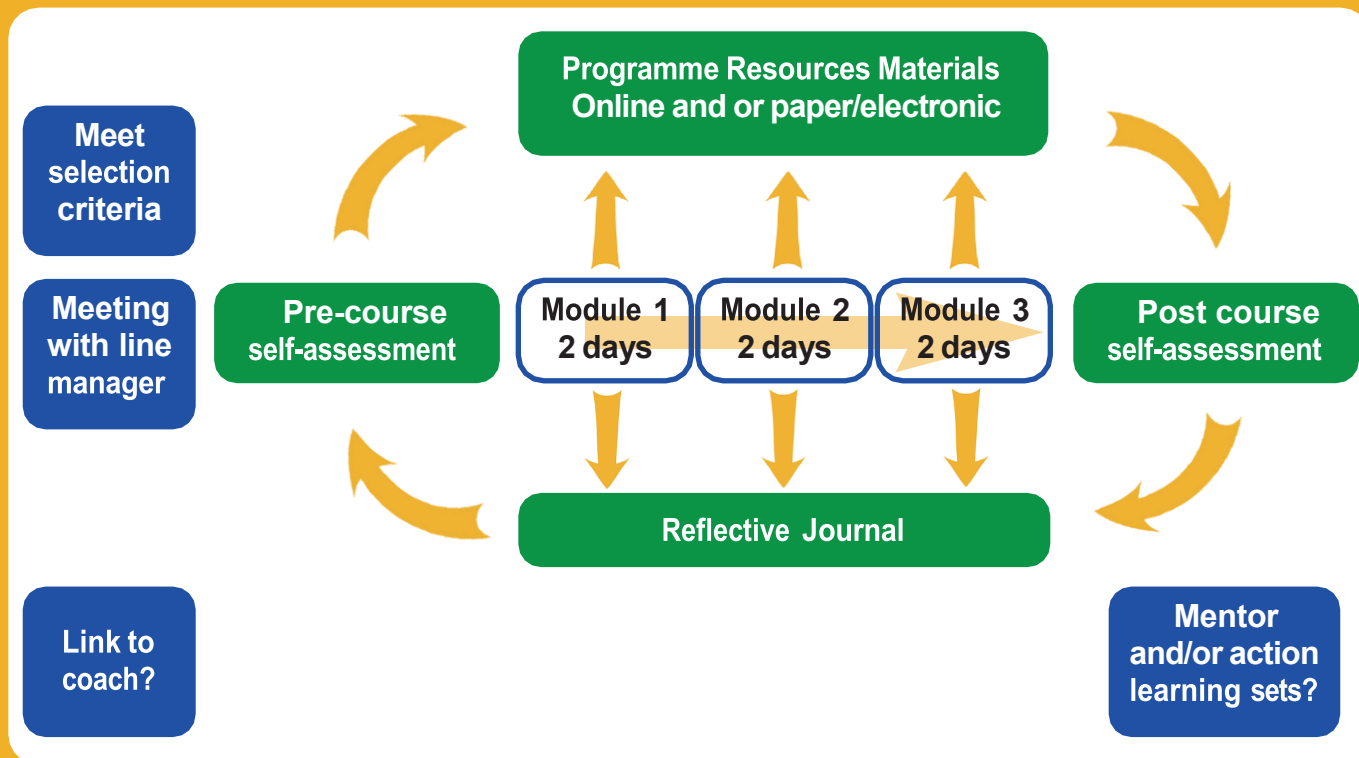 Programme Resources Materials
Online and or paper/electronic
Meet
selection
criteria
Meeting
with line
manager
Pre-course
self-assessment
Module 1
2 days
Module 2
2 days
Module 3
2 days
Post course
self-assessment
Reflective Journal
Link to
coach?
Mentor
and/or action
learning sets?